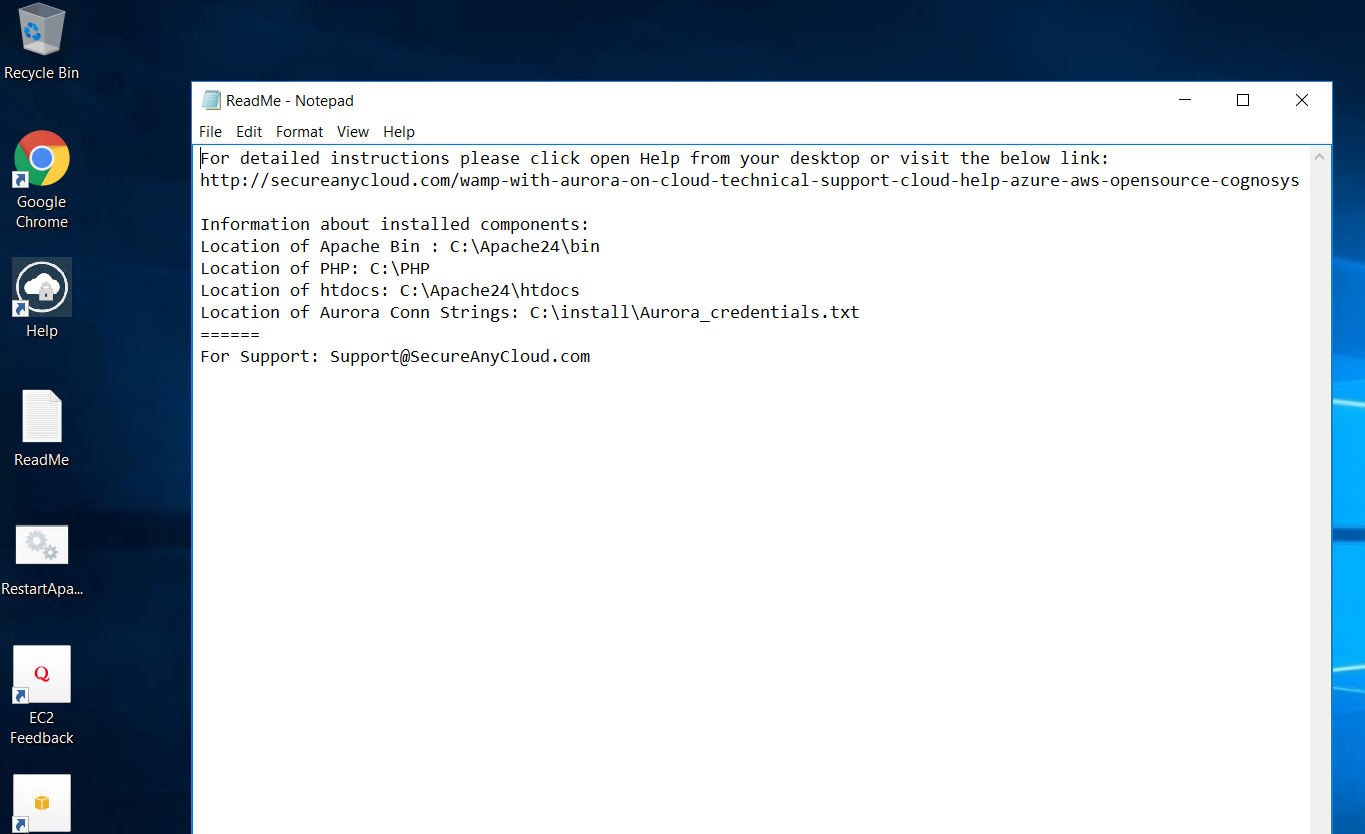 Recycle Bin
Google
Chrome
Help
ReadMe
RestartApa...
Q
EC2
Feedback
ReadMe - Notepad
File Edit Format View Help
For detailed instructions please click open Help from your desktop or visit the below link:
http://secureanycloud.com/wamp-with-aurora-on-cloud-technical-support-cloud-help-azure-aws-opensource-cognosys
Information about installed components:
Location of Apache Bin : C:\Apache24\bin
Location of PHP: C:\PHP
Location of htdocs: C:\Apache24\htdocs
Location of Aurora Conn Strings: C:\install\Aurora_credentials.txt
======
For Support: Support@SecureAnyCloud.com